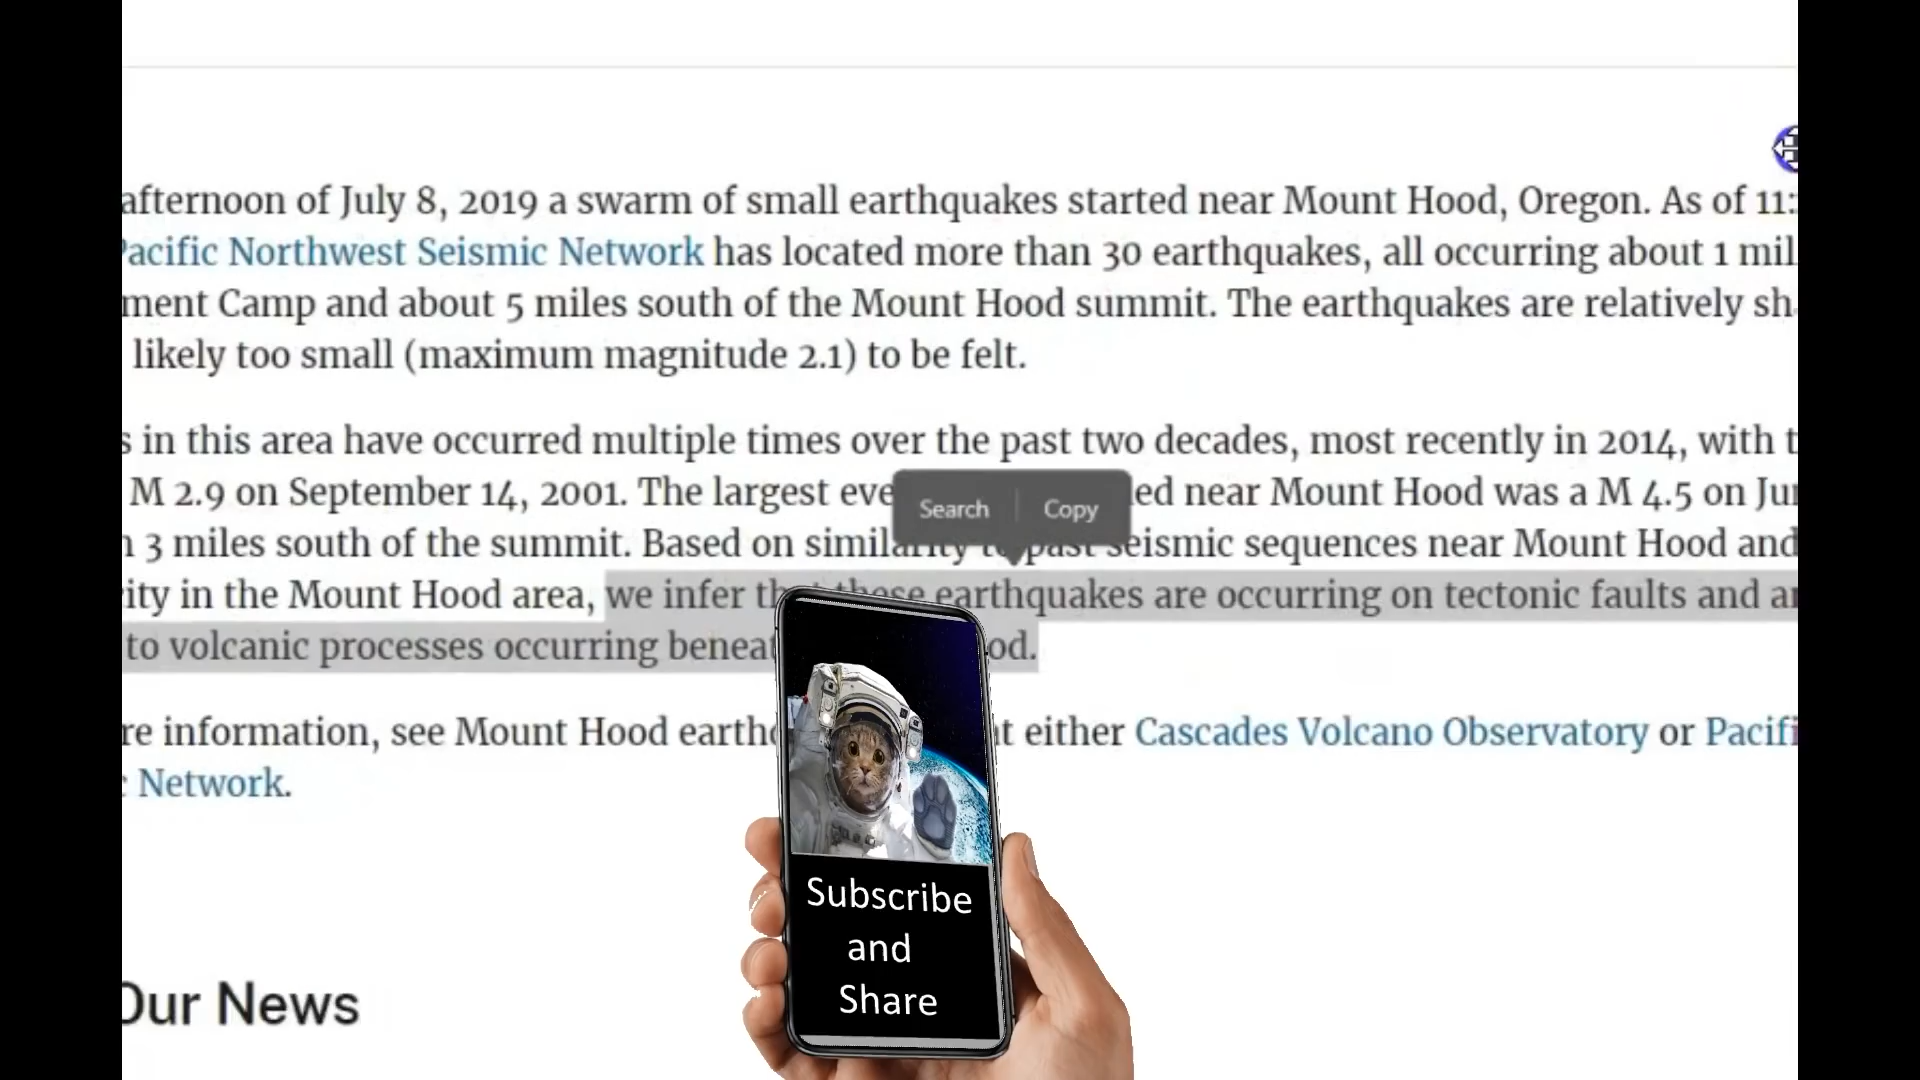 afternoon of July 8, 2019 a swarm of small earthquakes started near Mount Hood, Oregon. As of 11:
Pacific Northwest Seismic Network has located more than 30 earthquakes, all occurring about 1 mil
ment Camp and about 5 miles south of the Mount Hood summit. The earthquakes are relatively sh
likely too small (maximum magnitude 2.1) to be felt.
s in this area have occurred multiple times over the past two decades, most recently in 2014, with t
M 2.9 on September 14, 2001. The largest eve ed near Mount Hood was a M 4.5 on Ju
Search Copy
3 miles south of the summit. Based on similarity to past seismic sequences near Mount Hood and
ity in the Mount Hood area, we infer that these earthquakes are occurring on tectonic faults and a
to volcanic processes occurring benea od.
re information, see Mount Hood earth t either Cascades Volcano Observatory or Pacifi
Network.
Our News
Subscribe
and
Share